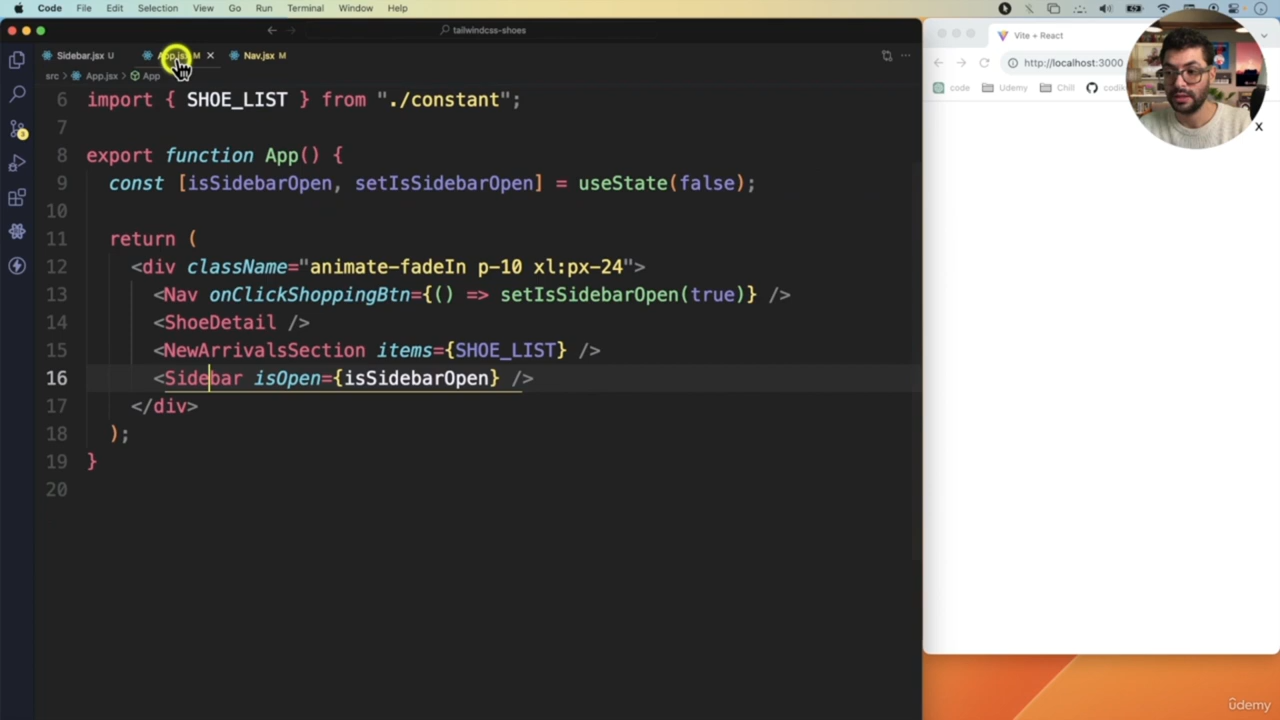 Code File Edit Selection View Go Run Terminal Window Help
tailwindcss-shoes
Sidebar.jsx U
App.jsx M
Nav.jsx M
src > App.jsx > App
6 import { SHOE_LIST } from "./constant";
7
8 export function App() {
9 const [isSidebarOpen, setIsSidebarOpen] = useState(false);
10
11 return (
12 <div className="animate-fadeIn p-10 xl:px-24">
13 <Nav onClickShoppingBtn={() => setIsSidebarOpen(true)} />
14 <ShoeDetail />
15 <NewArrivalsSection items={SHOE_LIST} />
16 <Sidebar isOpen={isSidebarOpen} />
17 </div>
18 );
19 }
20
Vite + React
http://localhost:3000
code Udemy Chill
X
ûdemy